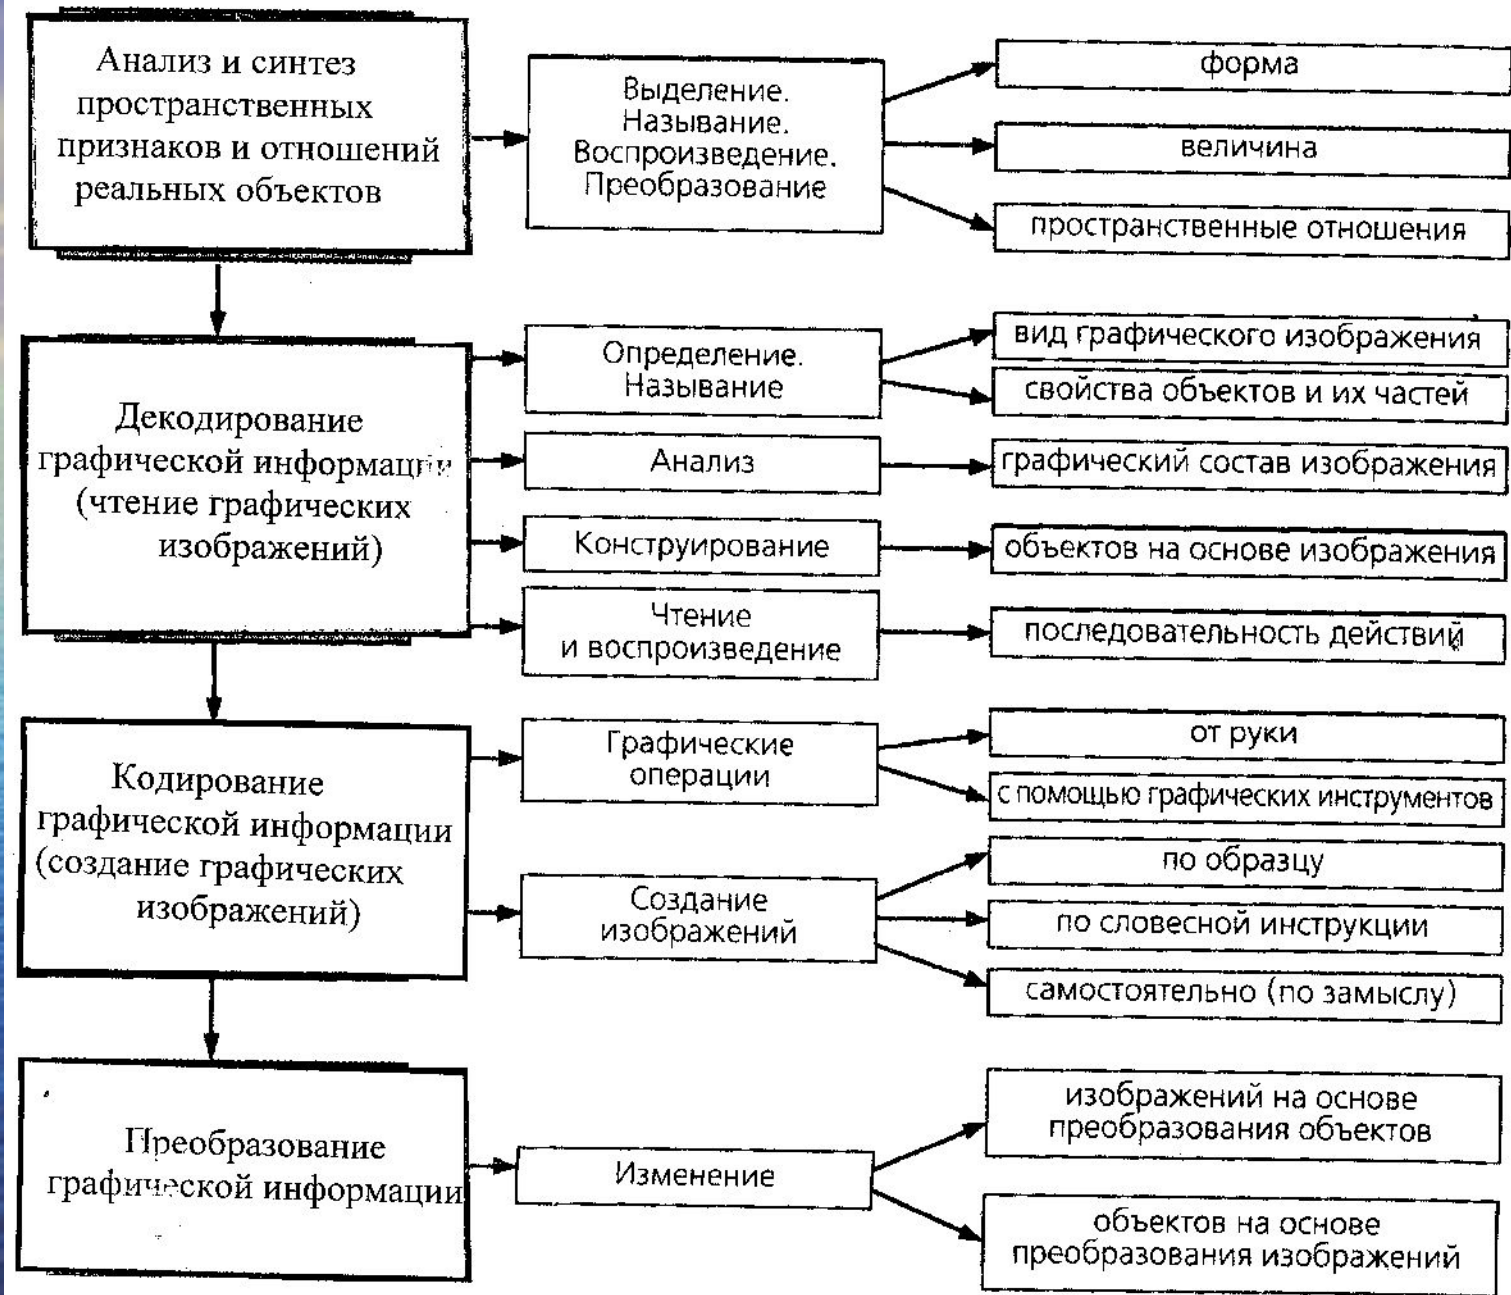 Анализ и синтез
пространственных
признаков и отношений
реальных объектов
Выделение.
Называние.
Воспроизведение.
Преобразование
форма
величина
пространственные отношения
Декодирование
графической информации
(чтение графических
изображений)
Определение.
Называние
вид графического изображения
свойства объектов и их частей
Анализ
графический состав изображения
Конструирование
объектов на основе изображения
Чтение
и воспроизведение
последовательность действий
Кодирование
графической информации
(создание графических
изображений)
Графические
операции
от руки
с помощью графических инструментов
Создание
изображений
по образцу
по словесной инструкции
самостоятельно (по замыслу)
Преобразование
графической информации
Изменение
изображений на основе
преобразования объектов
объектов на основе
преобразования изображений